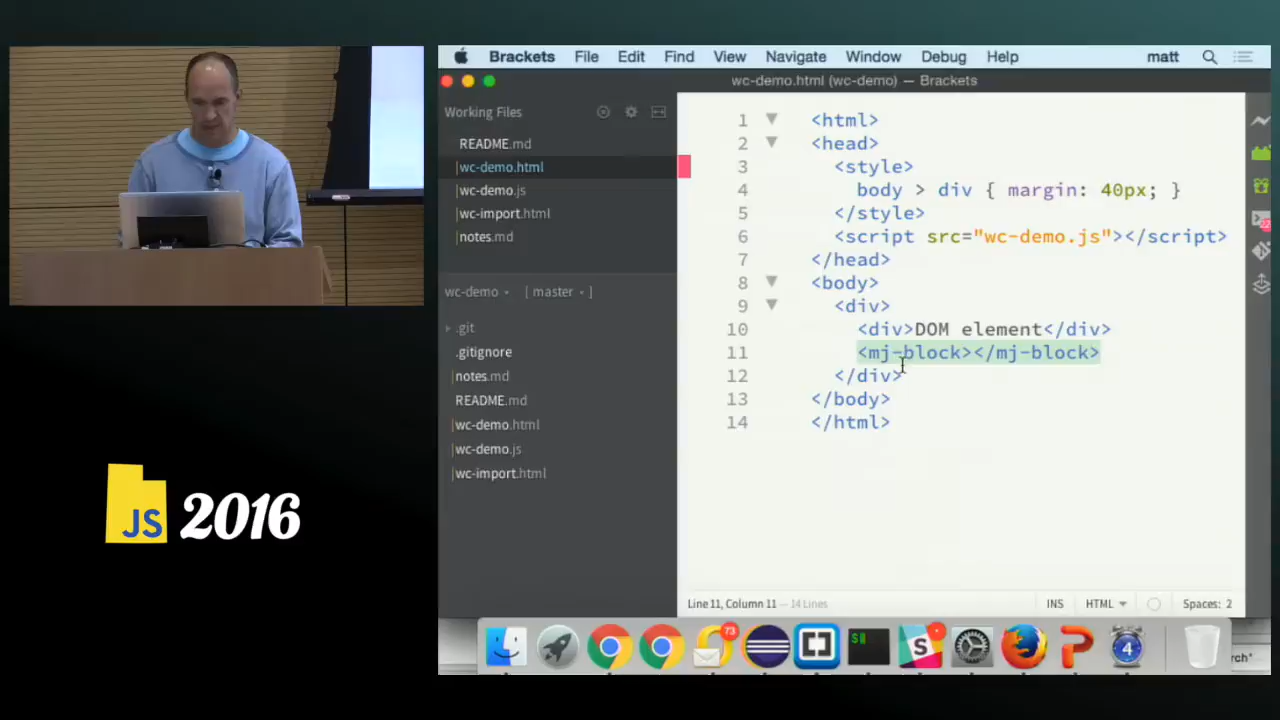 Brackets File Edit Find View Navigate Window Debug Help matt
wc-demo.html (wc-demo) — Brackets
Working Files
README.md
wc-demo.html
wc-demo.js
wc-import.html
notes.md
wc-demo [ master ]
.git
.gitignore
notes.md
README.md
wc-demo.html
wc-demo.js
wc-import.html
1 <html>
2 <head>
3 <style>
4 body > div { margin: 40px; }
5 </style>
6 <script src="wc-demo.js"></script>
7 </head>
8 <body>
9 <div>
10 <div>DOM element</div>
11 <mj-block></mj-block>
12 </div>
13 </body>
14 </html>
Line 11, Column 11 — 14 Lines
INS HTML Spaces: 2
22
73
$
S
4
rch*
JS 2016